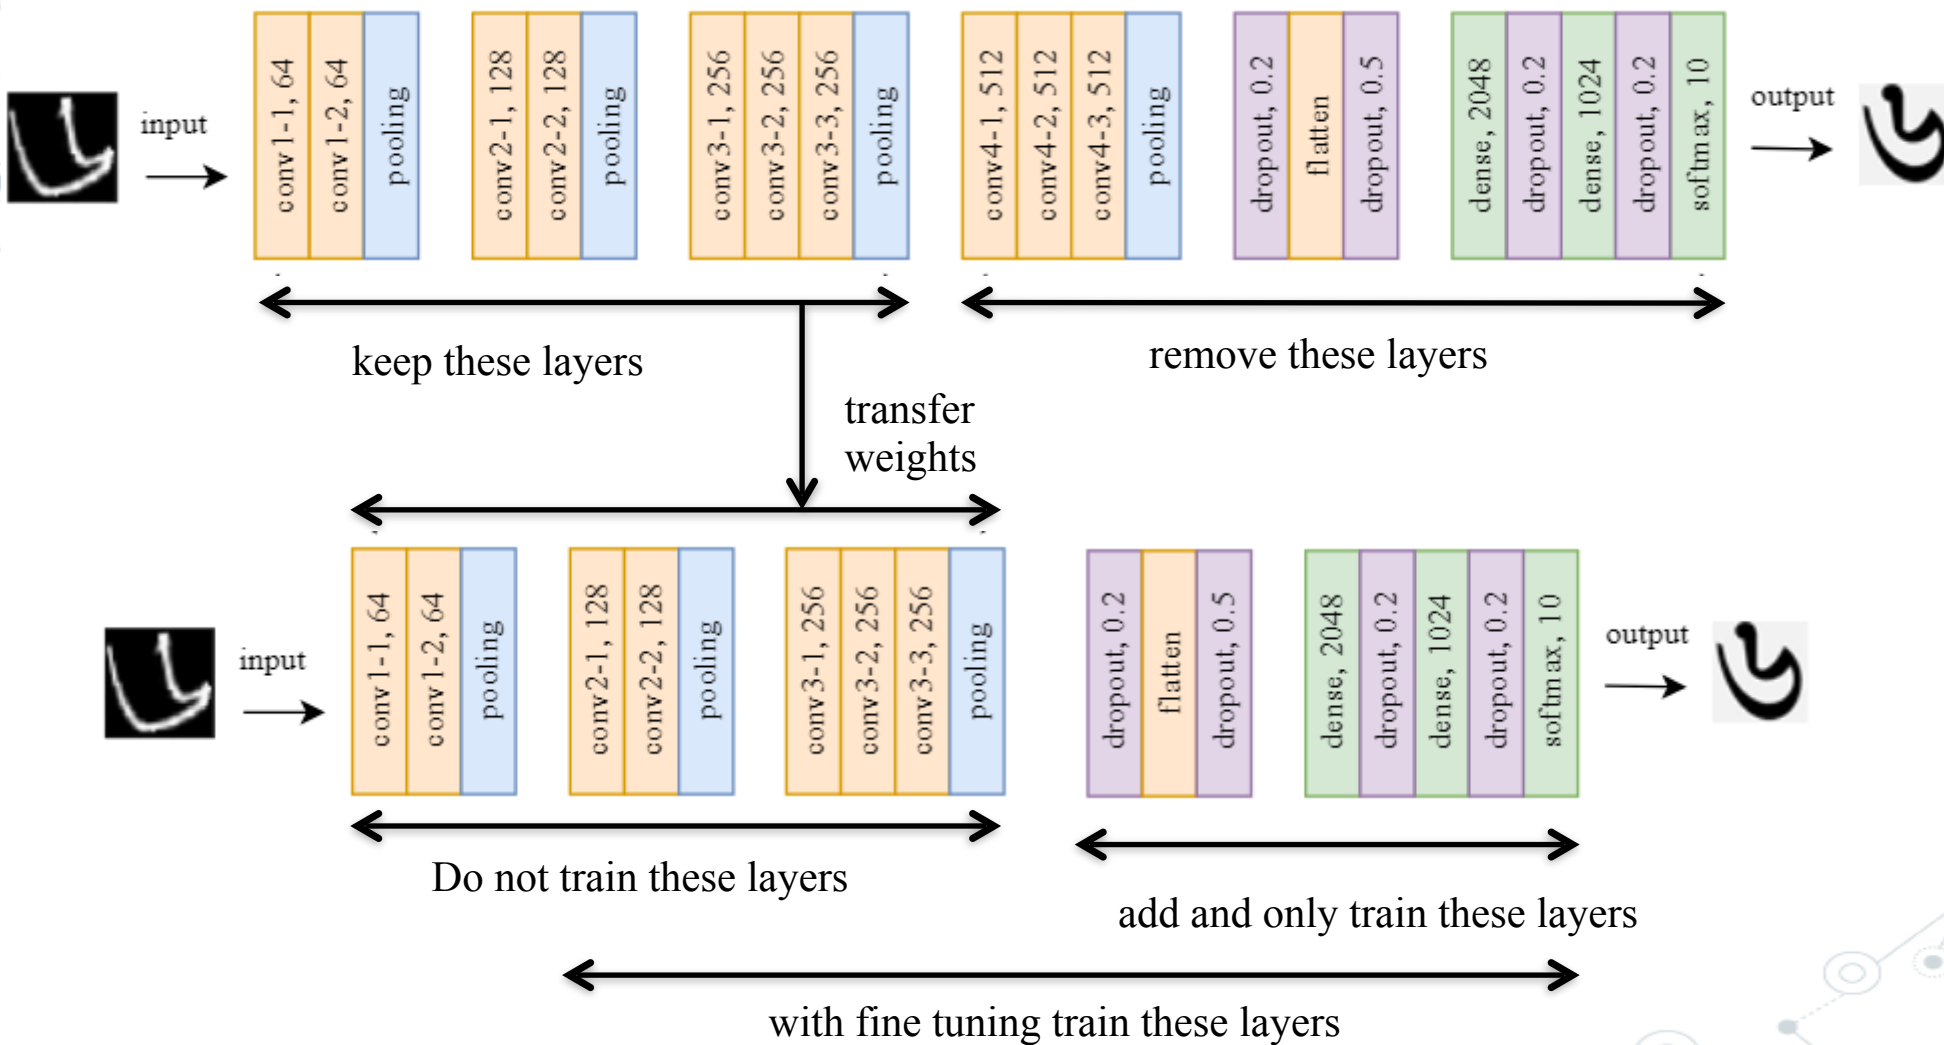 input
conv1-1, 64
conv1-2, 64
pooling
conv2-1, 128
conv2-2, 128
pooling
conv3-1, 256
conv3-2, 256
conv3-3, 256
pooling
conv4-1, 512
conv4-2, 512
conv4-3, 512
pooling
dropout, 0.2
flatten
dropout, 0.5
dense, 2048
dropout, 0.2
dense, 1024
dropout, 0.2
softmax, 10
output
keep these layers
remove these layers
transfer
weights
input
conv1-1, 64
conv1-2, 64
pooling
conv2-1, 128
conv2-2, 128
pooling
conv3-1, 256
conv3-2, 256
conv3-3, 256
pooling
dropout, 0.2
flatten
dropout, 0.5
dense, 2048
dropout, 0.2
dense, 1024
dropout, 0.2
softmax, 10
output
Do not train these layers
add and only train these layers
with fine tuning train these layers